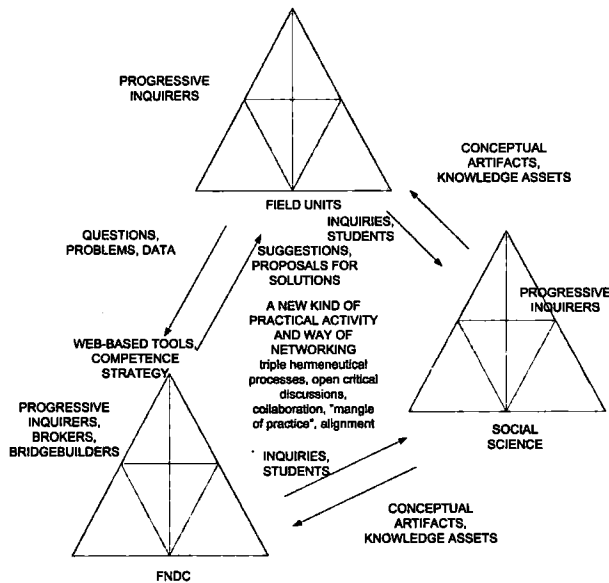 PROGRESSIVE
INQUIRERS
CONCEPTUAL
ARTIFACTS,
KNOWLEDGE ASSETS
FIELD UNITS
INQUIRIES,
STUDENTS
QUESTIONS,
PROBLEMS, DATA
SUGGESTIONS,
PROPOSALS FOR
SOLUTIONS
PROGRESSIVE
INQUIRERS
A NEW KIND OF
PRACTICAL ACTIVITY
AND WAY OF
NETWORKING
triple hermeneutical
processes, open critical
discussions,
collaboration, "mangle
of practice", alignment
WEB-BASED TOOLS,
COMPETENCE
STRATEGY
PROGRESSIVE
INQUIRERS,
BROKERS,
BRIDGEBUILDERS
SOCIAL
SCIENCE
INQUIRIES,
STUDENTS
CONCEPTUAL
ARTIFACTS,
KNOWLEDGE ASSETS
FNDC